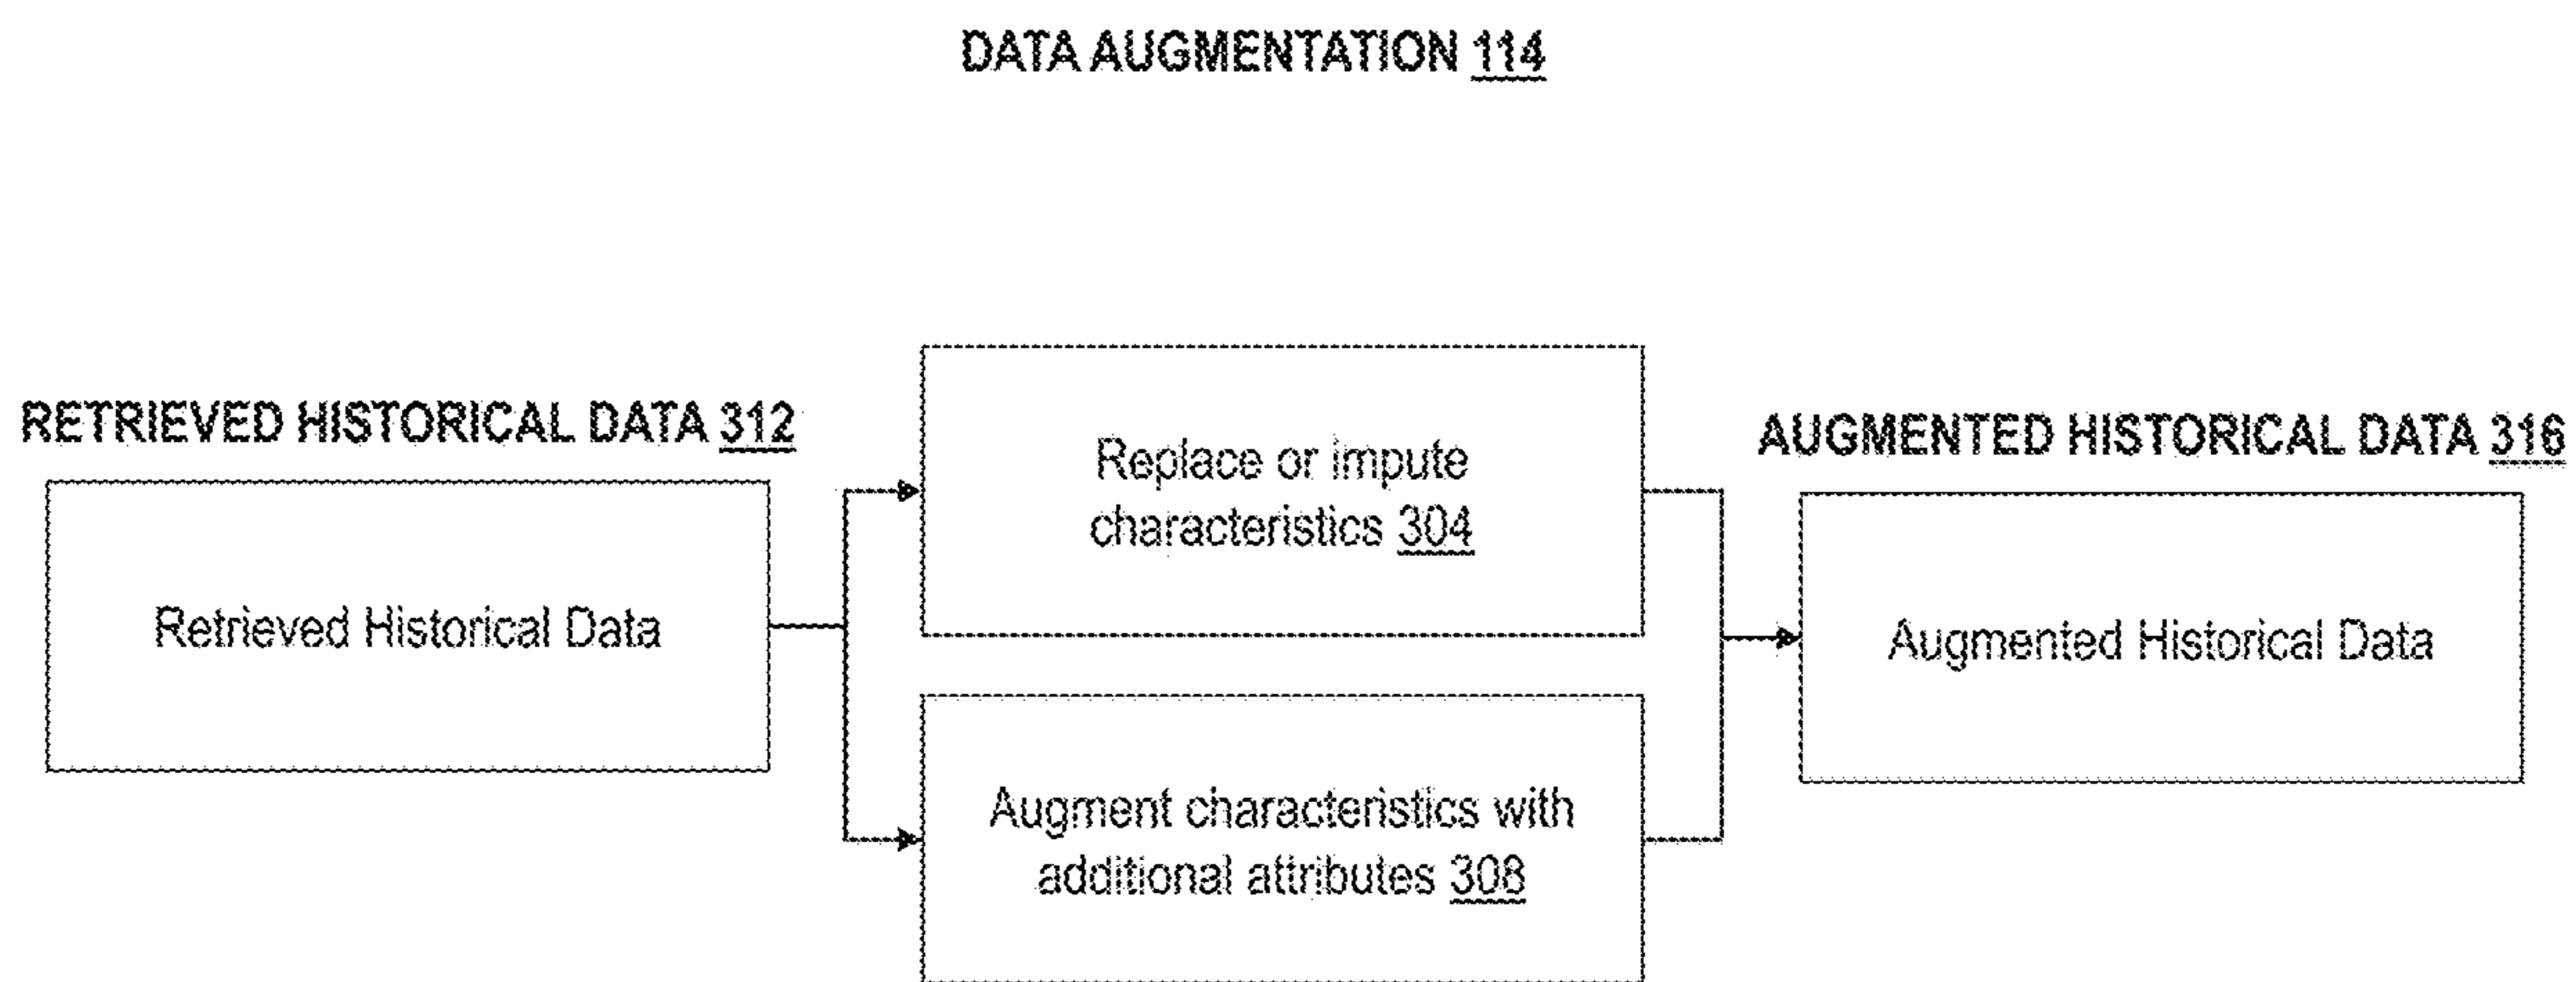 DATA AUGMENTATION 114
RETRIEVED HISTORICAL DATA 312
Retrieved Historical Data
Replace or impute
characteristics 304
Augment characteristics with
additional attributes 308
AUGMENTED HISTORICAL DATA 316
Augmented Historical Data